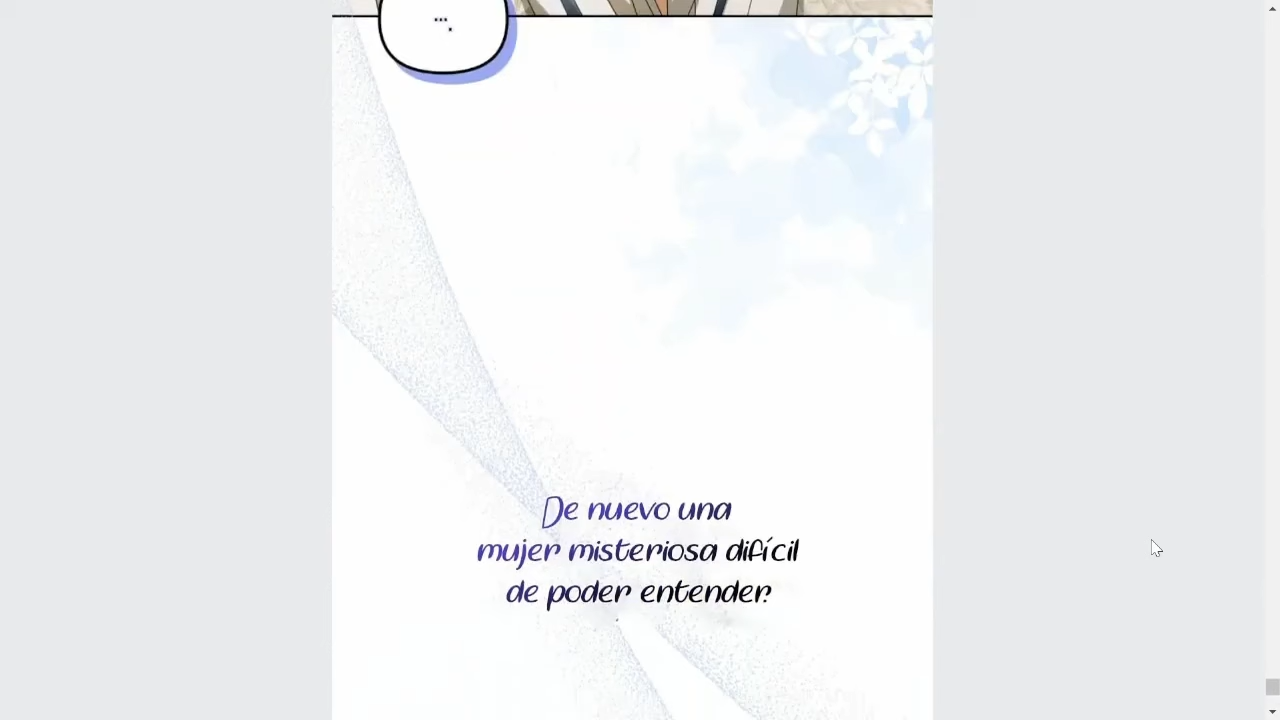 ....
De nuevo una
mujer misteriosa difícil
de poder entender.